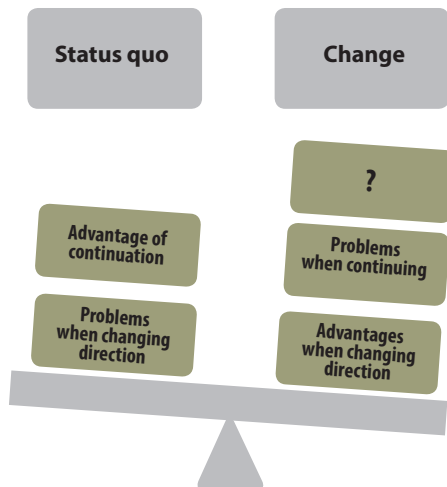 Status quo
Change
?
Advantage of
continuation
Problems
when continuing
Problems
when changing
direction
Advantages
when changing
direction